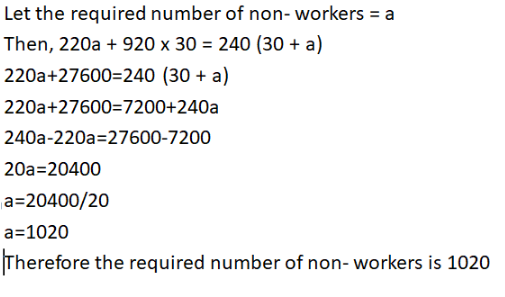 Let the required number of non- workers = a
Then, 220a + 920 x 30 = 240 (30 + a)
220a+27600=240 (30 + a)
220a+27600=7200+240a
240a-220a=27600-7200
20a=20400
a=20400/20
a=1020
Therefore the required number of non- workers is 1020